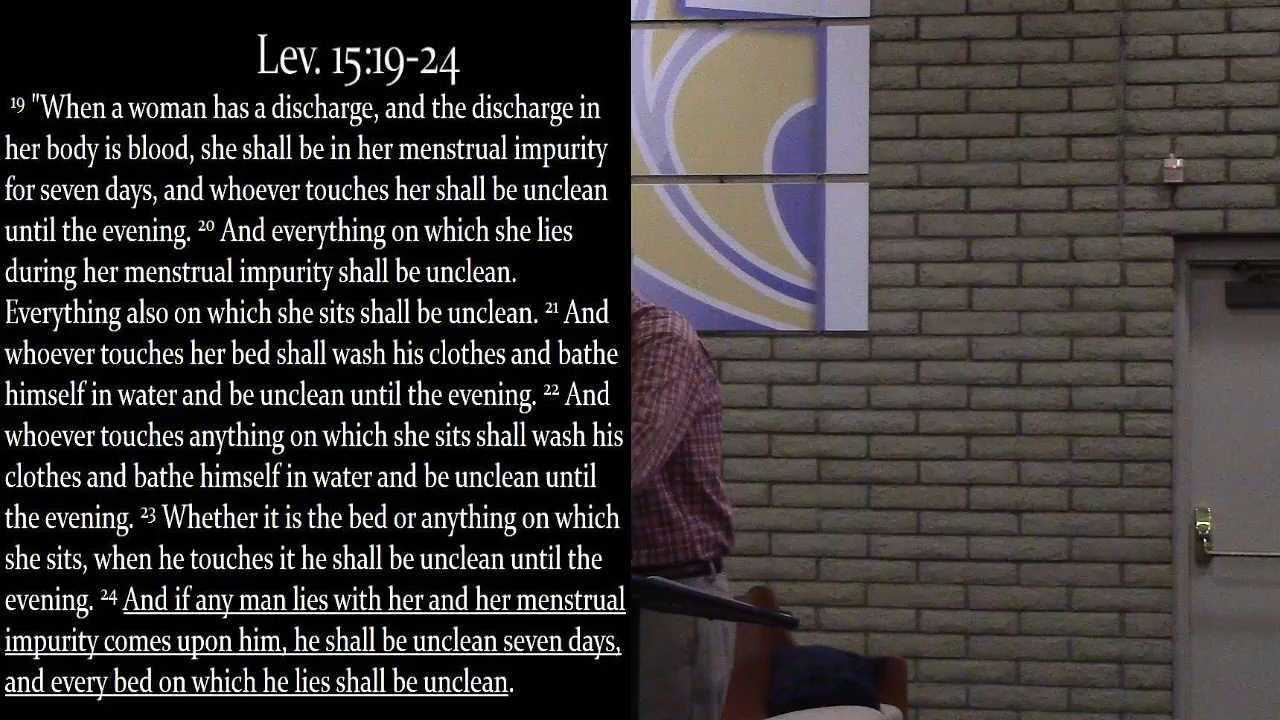 Lev. 15:19-24
19 "When a woman has a discharge, and the discharge in
her body is blood, she shall be in her menstrual impurity
for seven days, and whoever touches her shall be unclean
until the evening. 20 And everything on which she lies
during her menstrual impurity shall be unclean.
Everything also on which she sits shall be unclean. 21 And
whoever touches her bed shall wash his clothes and bathe
himself in water and be unclean until the evening. 22 And
whoever touches anything on which she sits shall wash his
clothes and bathe himself in water and be unclean until
the evening. 23 Whether it is the bed or anything on which
she sits, when he touches it he shall be unclean until the
evening. 24 And if any man lies with her and her menstrual
impurity comes upon him, he shall be unclean seven days,
and every bed on which he lies shall be unclean.